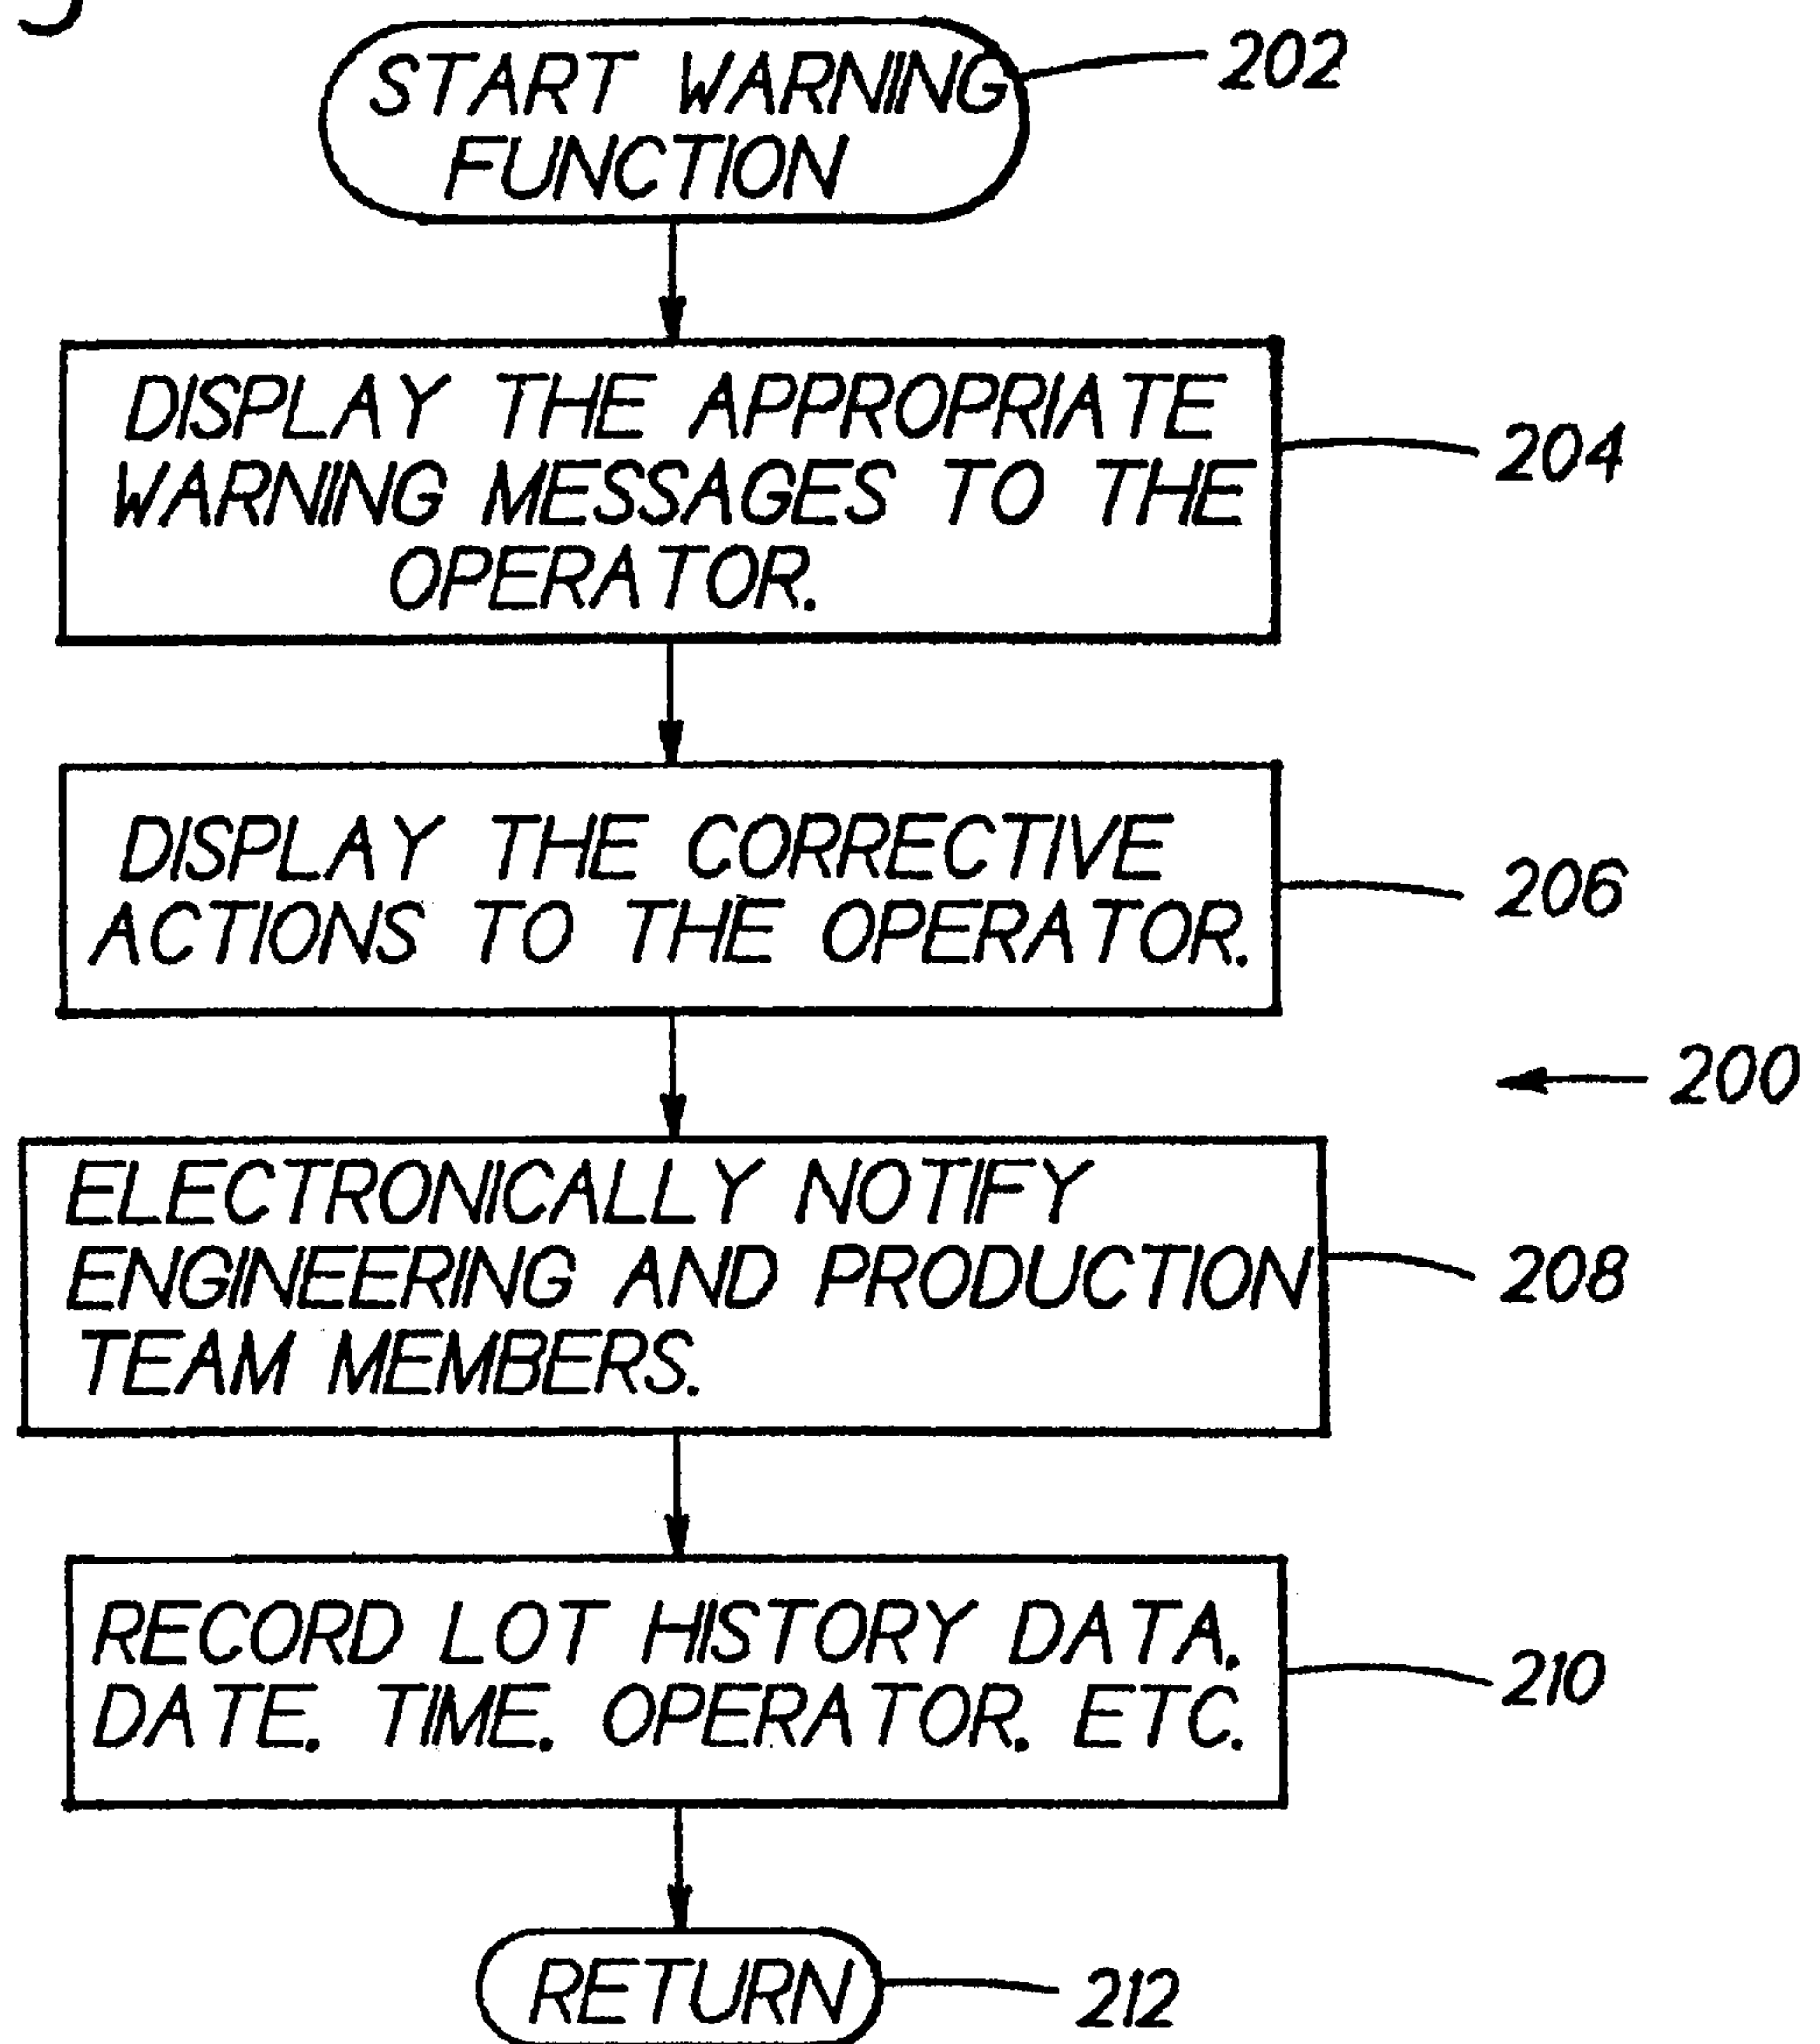 START WARNING 202
FUNCTION
DISPLAY THE APPROPRIATE
WARNING MESSAGES TO THE 204
OPERATOR.
DISPLAY THE CORRECTIVE
ACTIONS TO THE OPERATOR. 206
200
ELECTRONICALLY NOTIFY
ENGINEERING AND PRODUCTION 208
TEAM MEMBERS.
RECORD LOT HISTORY DATA.
DATE. TIME. OPERATOR. ETC. 210
RETURN 212